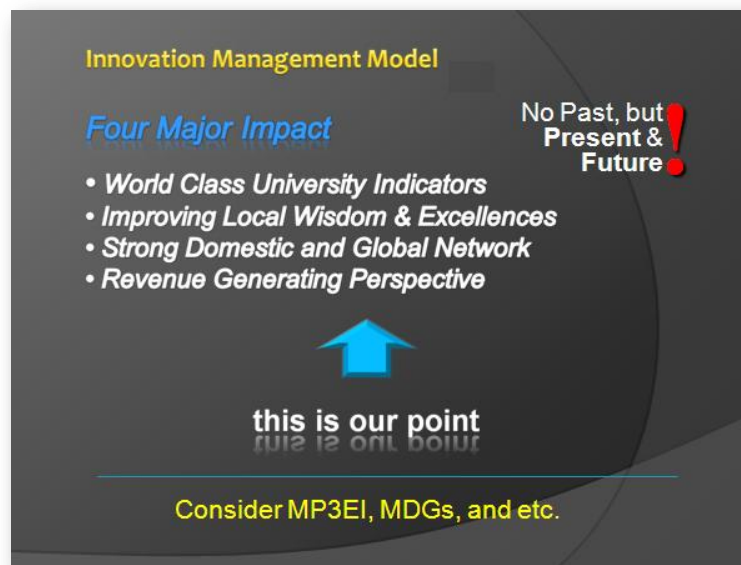 Innovation Management Model
Four Major Impact
No Past, but
Present &
Future
!
• World Class University Indicators
• Improving Local Wisdom & Excellences
• Strong Domestic and Global Network
• Revenue Generating Perspective
this is our point
Consider MP3EI, MDGs, and etc.